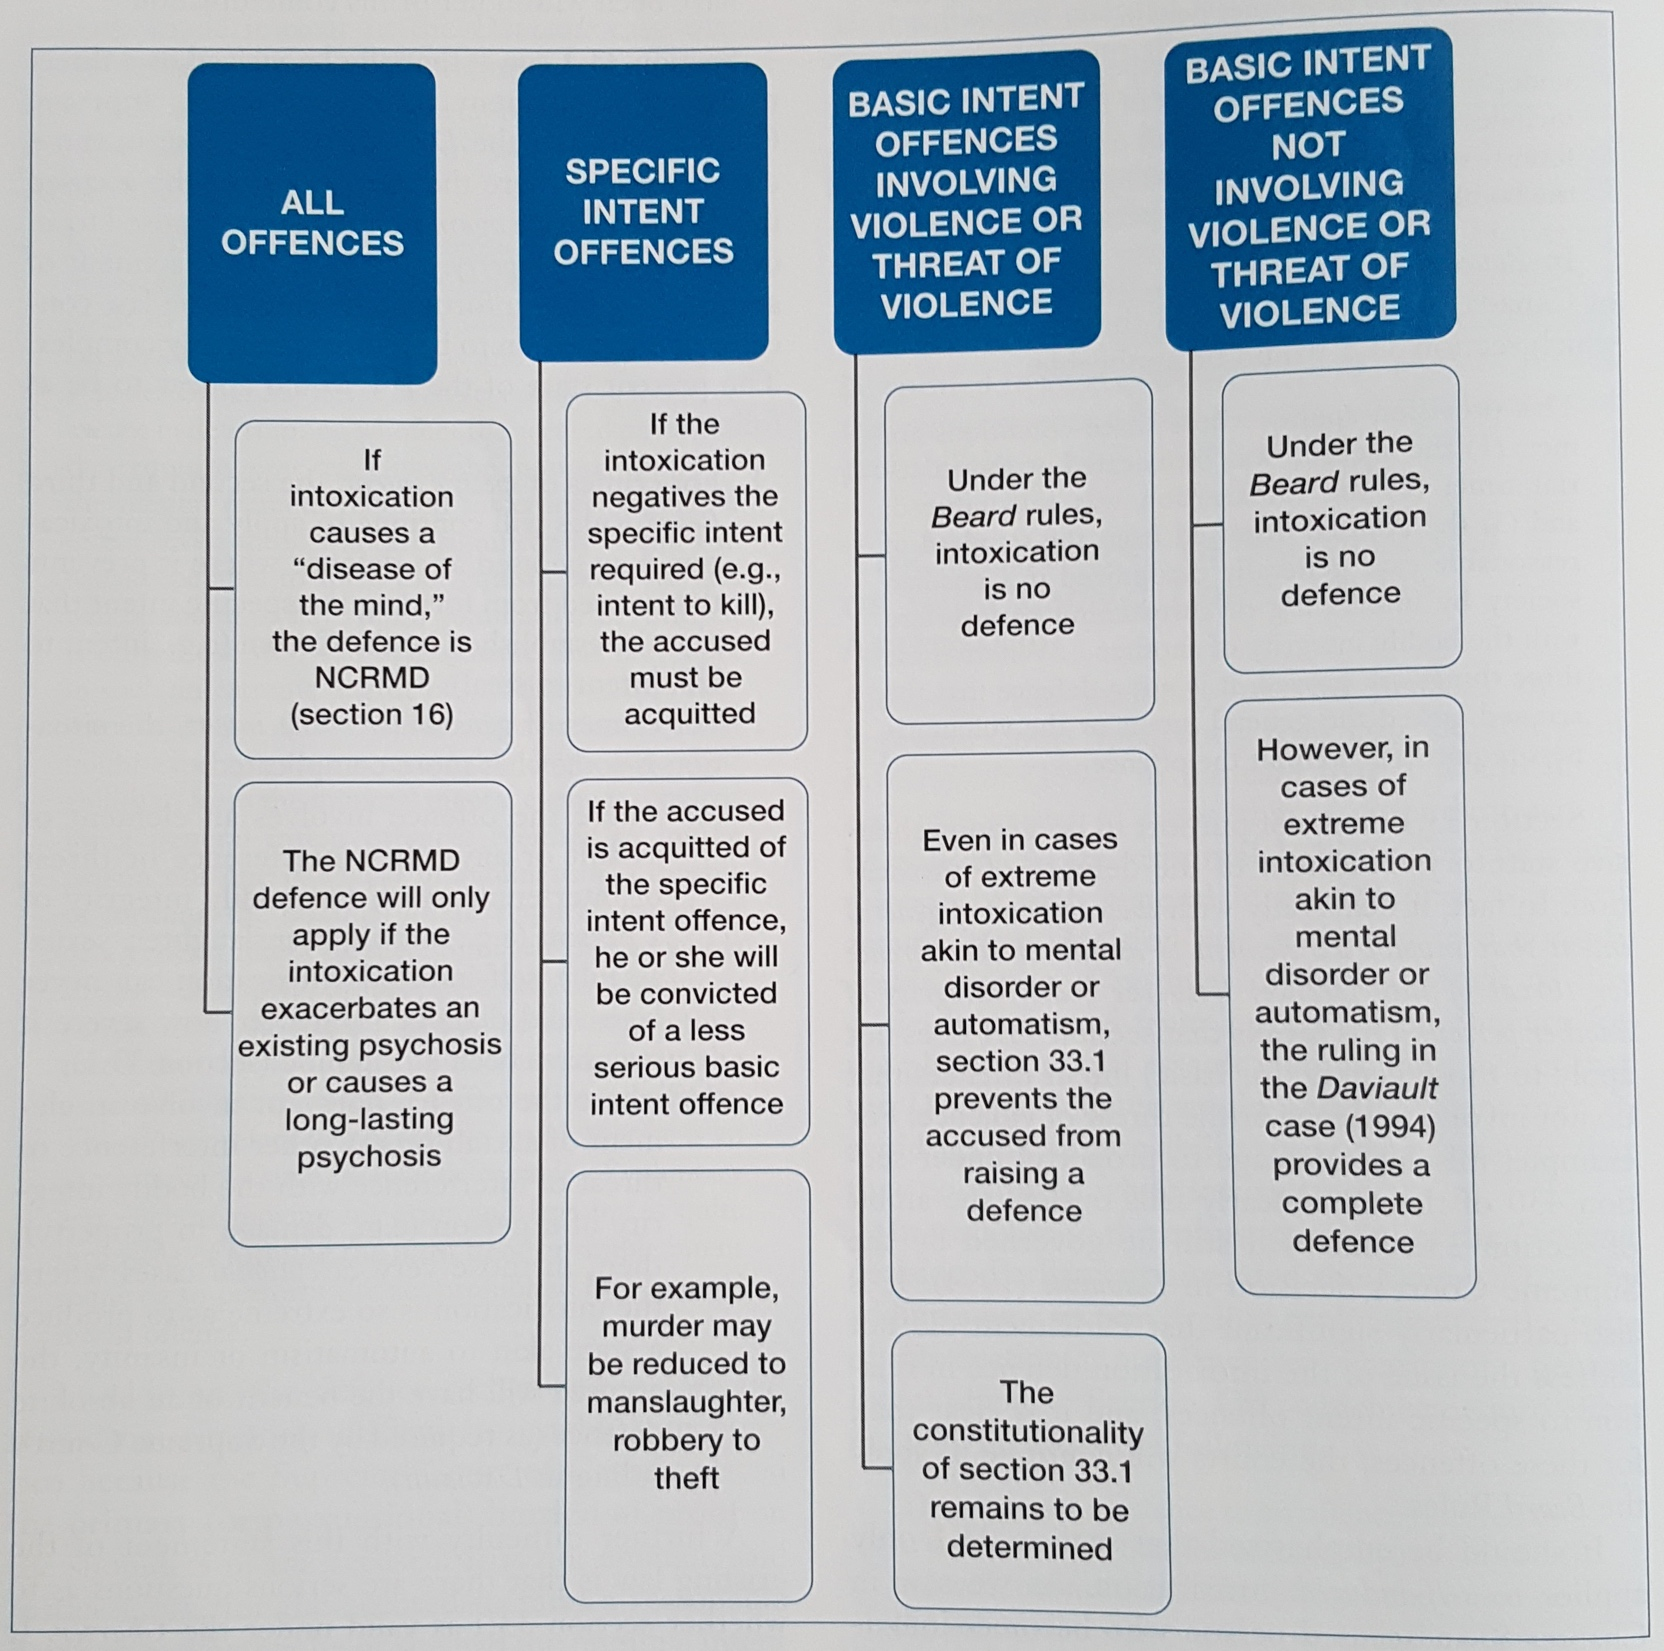 ALL
OFFENCES
If
intoxication
causes a
“disease of
the mind,”
the defence is
NCRMD
(section 16)
The NCRMD
defence will only
apply if the
intoxication
exacerbates an
existing psychosis
or causes a
long-lasting
psychosis
SPECIFIC
INTENT
OFFENCES
If the
intoxication
negatives the
specific intent
required (e.g.,
intent to kill),
the accused
must be
acquitted
If the accused
is acquitted of
the specific
intent offence,
he or she will
be convicted
of a less
serious basic
intent offence
For example,
murder may
be reduced to
manslaughter,
robbery to
theft
BASIC INTENT
OFFENCES
INVOLVING
VIOLENCE OR
THREAT OF
VIOLENCE
Under the
Beard rules,
intoxication
is no
defence
Even in cases
of extreme
intoxication
akin to mental
disorder or
automatism,
section 33.1
prevents the
accused from
raising a
defence
The
constitutionality
of section 33.1
remains to be
determined
BASIC INTENT
OFFENCES
NOT
INVOLVING
VIOLENCE OR
THREAT OF
VIOLENCE
Under the
Beard rules,
intoxication
is no
defence
However, in
cases of
extreme
intoxication
akin to
mental
disorder or
automatism,
the ruling in
the Daviault
case (1994)
provides a
complete
defence